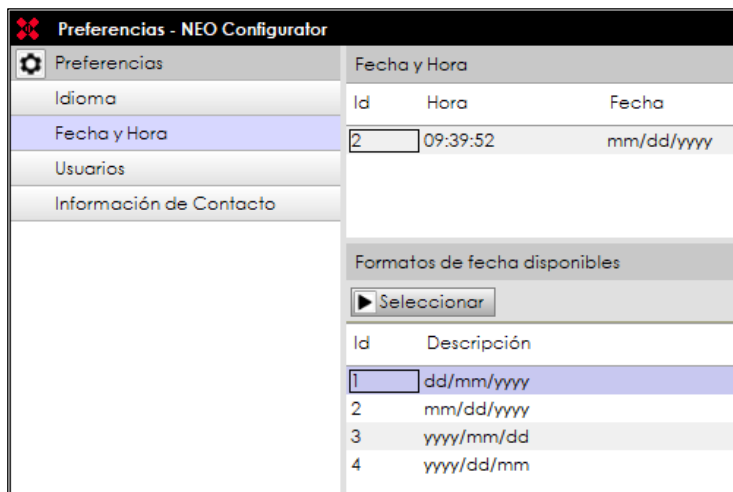 Preferencias - NEO Configurator
Preferencias
Idioma
Fecha y Hora
Usuarios
Información de Contacto
Fecha y Hora
Id Hora Fecha
2 09:39:52 mm/dd/yyyy
Formatos de fecha disponibles
Seleccionar
Id Descripción
1 dd/mm/yyyy
2 mm/dd/yyyy
3 yyyy/mm/dd
4 yyyy/dd/mm